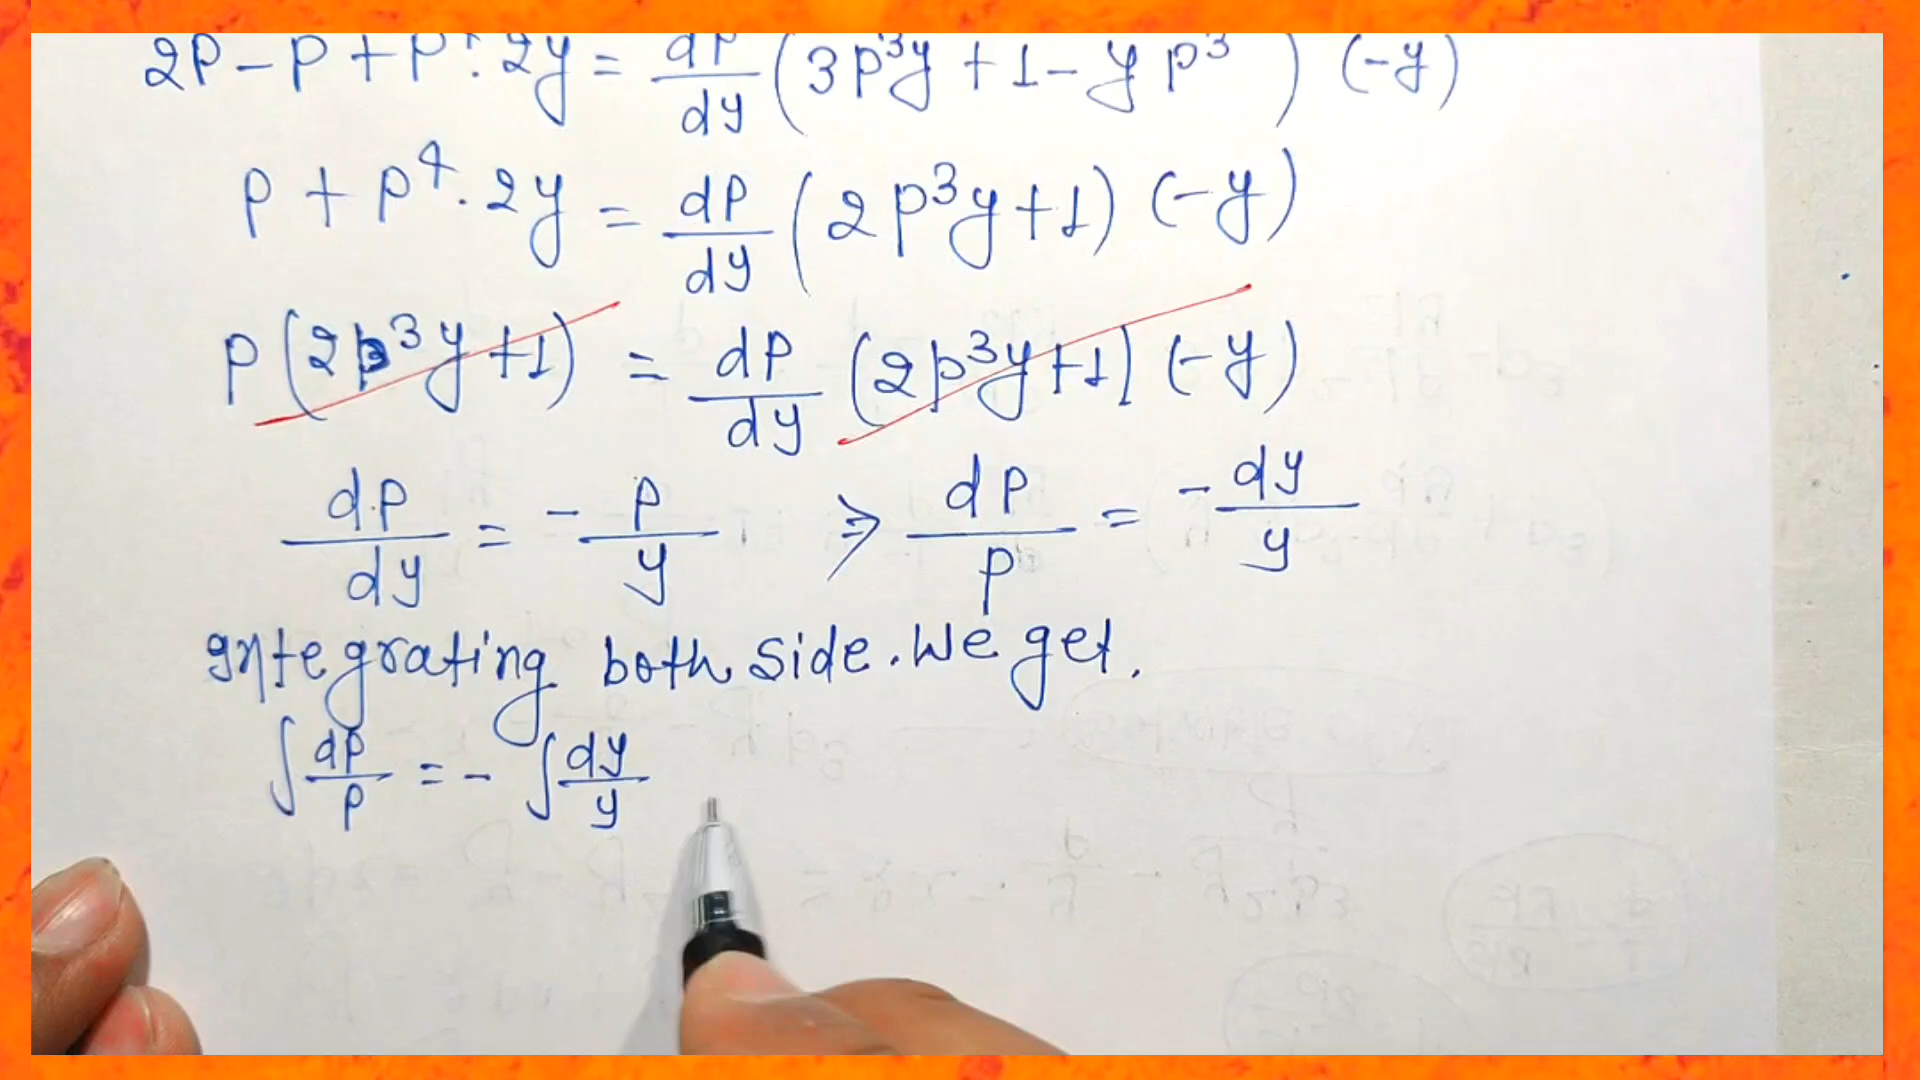 2P - P + P⁴. 2y = dP/dy (3P³y + 1 - yP³) (-y)
P + P⁴. 2y = dP/dy (2P³y + 1) (-y)
P(2P³y + 1) = dP/dy (2P³y + 1) (-y)
dP/dy = - P/y ⇒ dP/P = - dy/y
Integrating both side. We get.
∫dP/P = - ∫dy/y